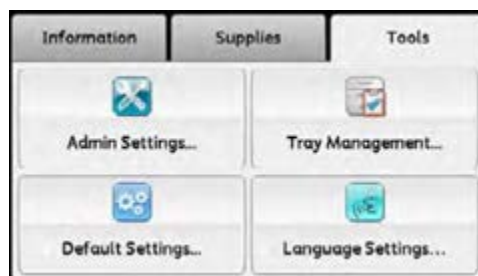 Information Supplies Tools
Admin Settings... Tray Management...
Default Settings... Language Settings...